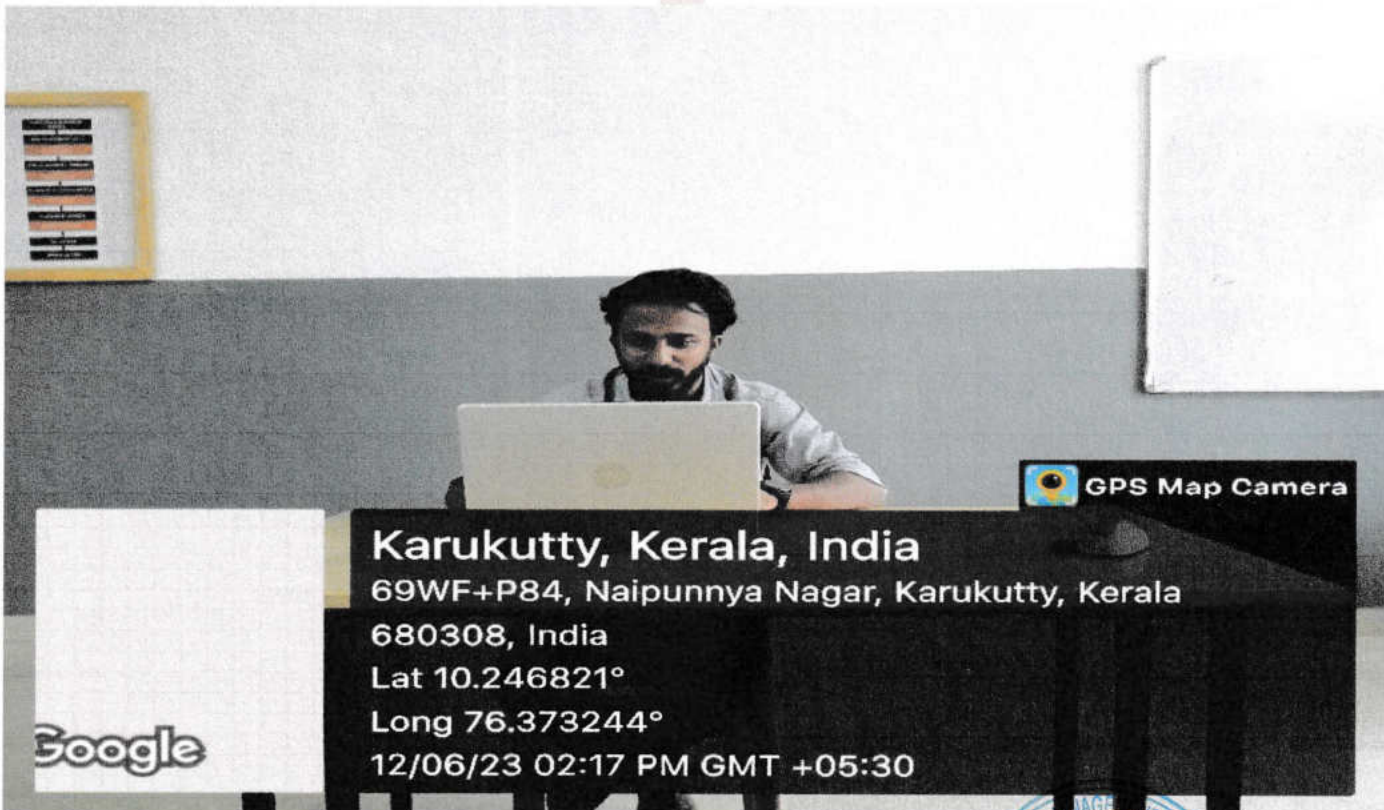 GPS Map Camera
Karukutty, Kerala, India
69WF+P84, Naipunnya Nagar, Karukutty, Kerala
680308, India
Lat 10.246821°
Long 76.373244°
12/06/23 02:17 PM GMT +05:30
Google